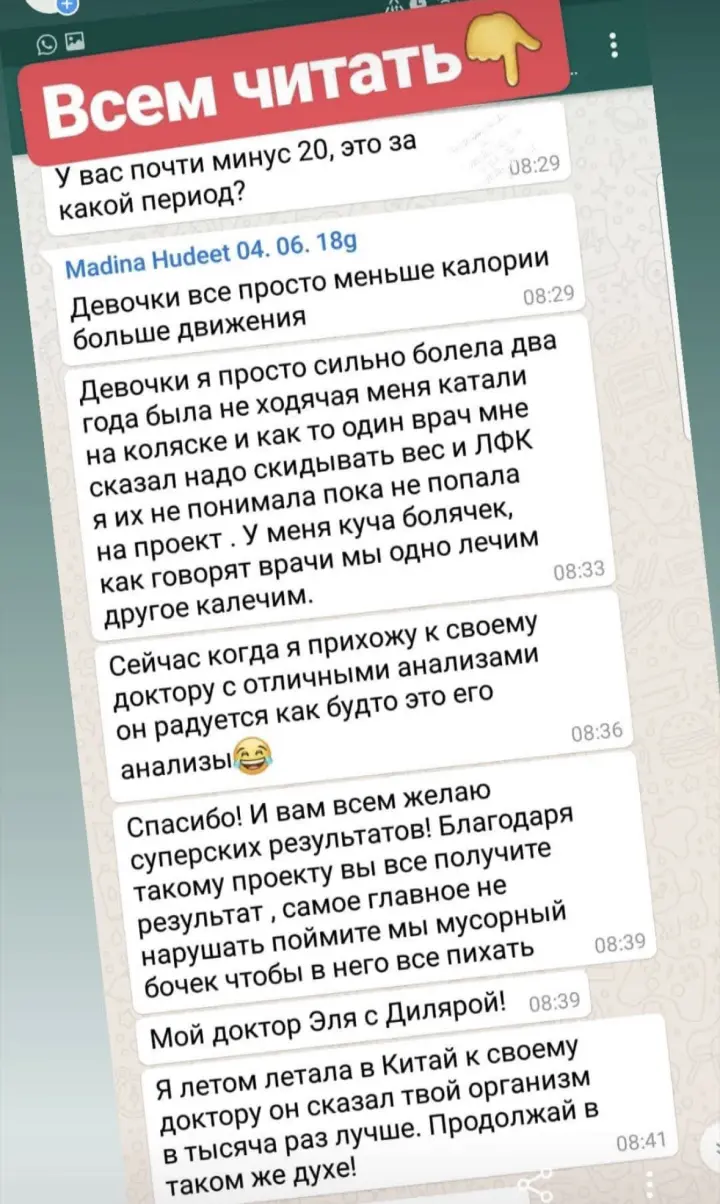 Всем читать👇
У вас почти минус 20, это за
какой период?
08:29
Madina Hudeet 04. 06. 18g
Девочки все просто меньше калории
больше движения
08:29
Девочки я просто сильно болела два
года была не ходячая меня катали
на коляске и как то один врач мне
сказал надо скидывать вес и ЛФК
я их не понимала пока не попала
на проект . У меня куча болячек,
как говорят врачи мы одно лечим
другое калечим.
08:33
Сейчас когда я прихожу к своему
доктору с отличными анализами
он радуется как будто это его
анализы😂
08:36
Спасибо! И вам всем желаю
суперских результатов! Благодаря
такому проекту вы все получите
результат , самое главное не
нарушать поймите мы мусорный
бочек чтобы в него все пихать
08:39
Мой доктор Эля с Дилярой!
08:39
Я летом летала в Китай к своему
доктору он сказал твой организм
в тысяча раз лучше. Продолжай в
таком же духе!
08:41